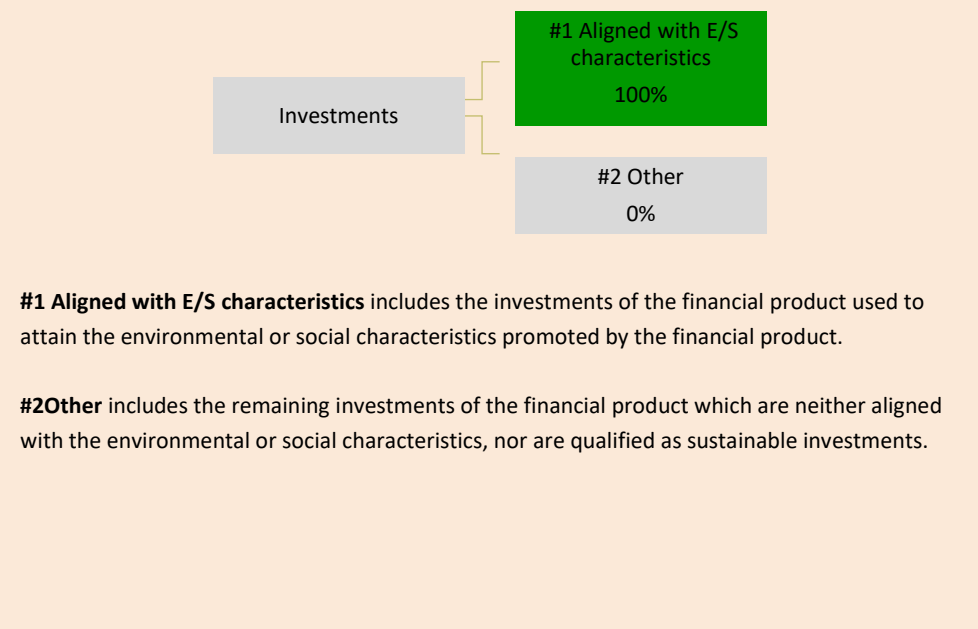 #1 Aligned with E/S
characteristics
100%
Investments
#2 Other
0%
#1 Aligned with E/S characteristics includes the investments of the financial product used to
attain the environmental or social characteristics promoted by the financial product.
#2Other includes the remaining investments of the financial product which are neither aligned
with the environmental or social characteristics, nor are qualified as sustainable investments.